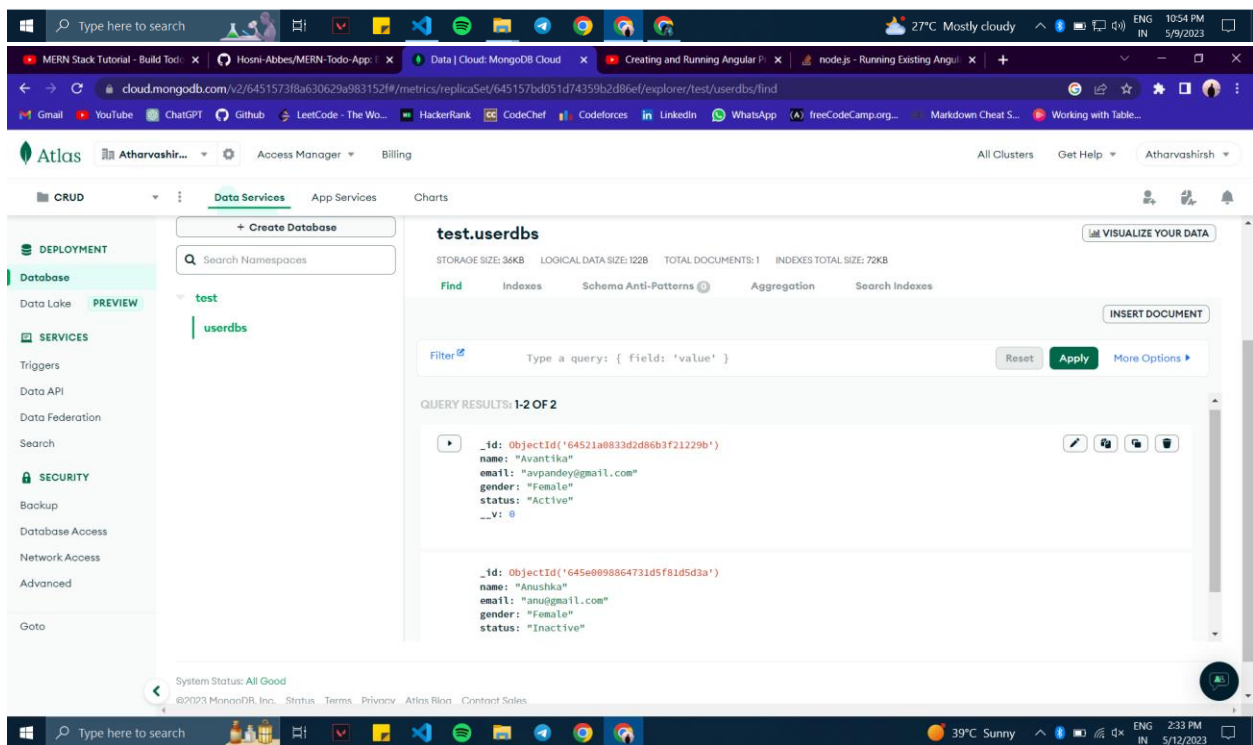 Type here to search
27°C Mostly cloudy
ENG
IN
10:54 PM
5/9/2023
MERN Stack Tutorial - Build Todo
Hosni-Abbes/MERN-Todo-App:
Data | Cloud: MongoDB Cloud
Creating and Running Angular Pr
node.js - Running Existing Angul
cloud.mongodb.com/v2/6451573f8a630629a983152f#/metrics/replicaSet/645157bd051d74359b2d86ef/explorer/test/userdbs/find
Gmail YouTube ChatGPT Github LeetCode - The Wo... HackerRank CodeChef Codeforces LinkedIn WhatsApp freeCodeCamp.org... Markdown Cheat S... Working with Table...
Atlas Atharvashir... Access Manager Billing All Clusters Get Help Atharvashirsh
CRUD Data Services App Services Charts
DEPLOYMENT
Database
Data Lake PREVIEW
SERVICES
Triggers
Data API
Data Federation
Search
SECURITY
Backup
Database Access
Network Access
Advanced
Goto
+ Create Database
Search Namespaces
test
userdbs
test.userdbs
VISUALIZE YOUR DATA
STORAGE SIZE: 36KB LOGICAL DATA SIZE: 122B TOTAL DOCUMENTS: 1 INDEXES TOTAL SIZE: 72KB
Find Indexes Schema Anti-Patterns 0 Aggregation Search Indexes
INSERT DOCUMENT
Filter Type a query: { field: 'value' } Reset Apply More Options
QUERY RESULTS: 1-2 OF 2
_id: ObjectId('64521a0833d2d86b3f21229b')
name: "Avantika"
email: "avpandey@gmail.com"
gender: "Female"
status: "Active"
__v: 0
_id: ObjectId('645e0098864731d5f81d5d3a')
name: "Anushka"
email: "anu@gmail.com"
gender: "Female"
status: "Inactive"
System Status: All Good
©2023 MongoDB, Inc. Status Terms Privacy Atlas Blog Contact Sales
Type here to search
39°C Sunny
ENG
IN
2:33 PM
5/12/2023